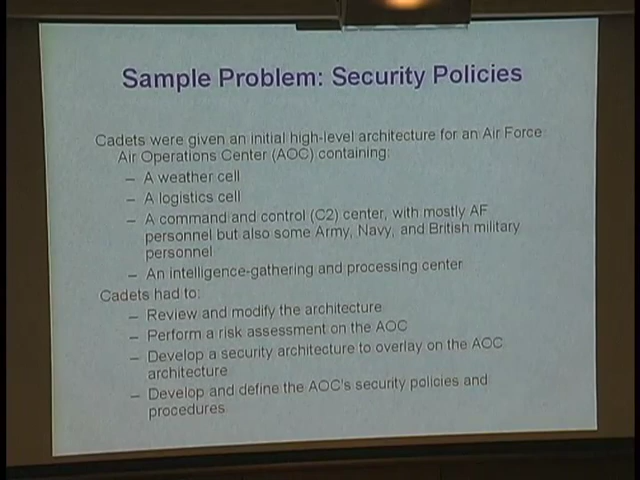 Sample Problem: Security Policies
Cadets were given an initial high-level architecture for an Air Force
Air Operations Center (AOC) containing:
– A weather cell
– A logistics cell
– A command and control (C2) center, with mostly AF
personnel but also some Army, Navy, and British military
personnel
– An intelligence-gathering and processing center
Cadets had to:
– Review and modify the architecture
– Perform a risk assessment on the AOC
– Develop a security architecture to overlay on the AOC
architecture
– Develop and define the AOC's security policies and
procedures